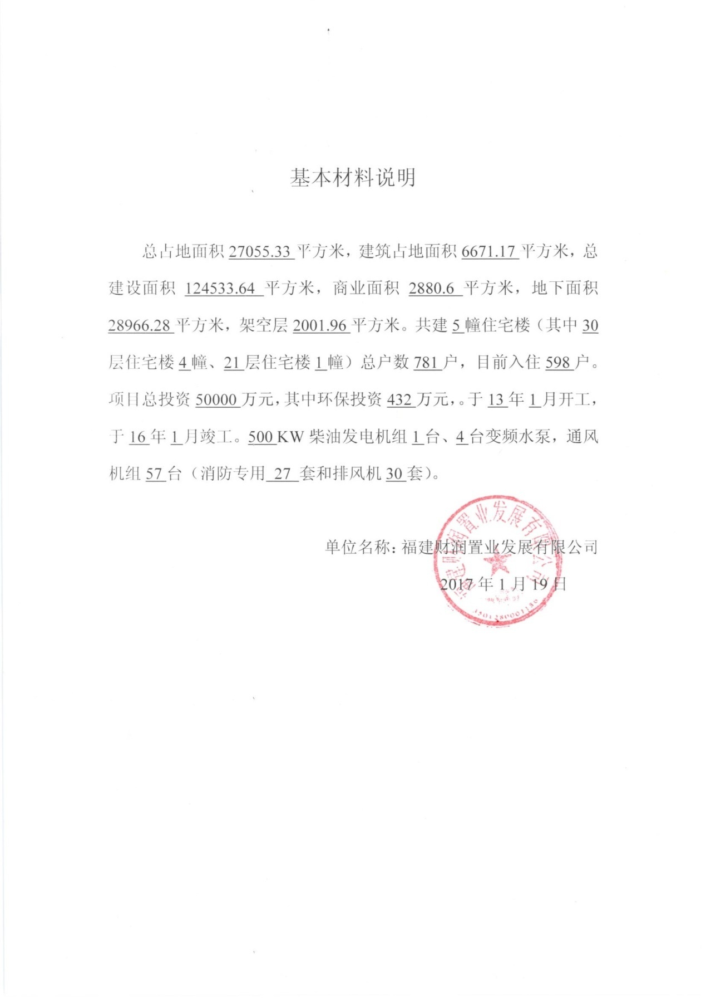 基本材料说明
总占地面积 27055.33 平方米，建筑占地面积 6671.17 平方米，总
建设面积 124533.64 平方米，商业面积 2880.6 平方米，地下面积
28966.28 平方米，架空层 2001.96 平方米。共建 5 幢住宅楼（其中 30
层住宅楼 4 幢、21 层住宅楼 1 幢）总户数 781 户，目前入住 598 户。
项目总投资 50000 万元，其中环保投资 432 万元，。于 13 年 1 月开工，
于 16 年 1 月竣工。500 KW 柴油发电机组 1 台、4 台变频水泵，通风
机组 57 台（消防专用 27 套和排风机 30 套）。
单位名称：福建财润置业发展有限公司
2017 年 1 月 19 日
福建财润置业发展有限公司